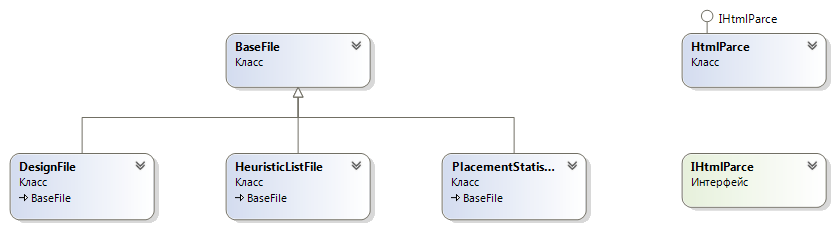 IHtmlParce
BaseFile
Класс
HtmlParce
Класс
DesignFile
Класс
BaseFile
HeuristicListFile
Класс
BaseFile
PlacementStatis...
Класс
BaseFile
IHtmlParce
Интерфейс